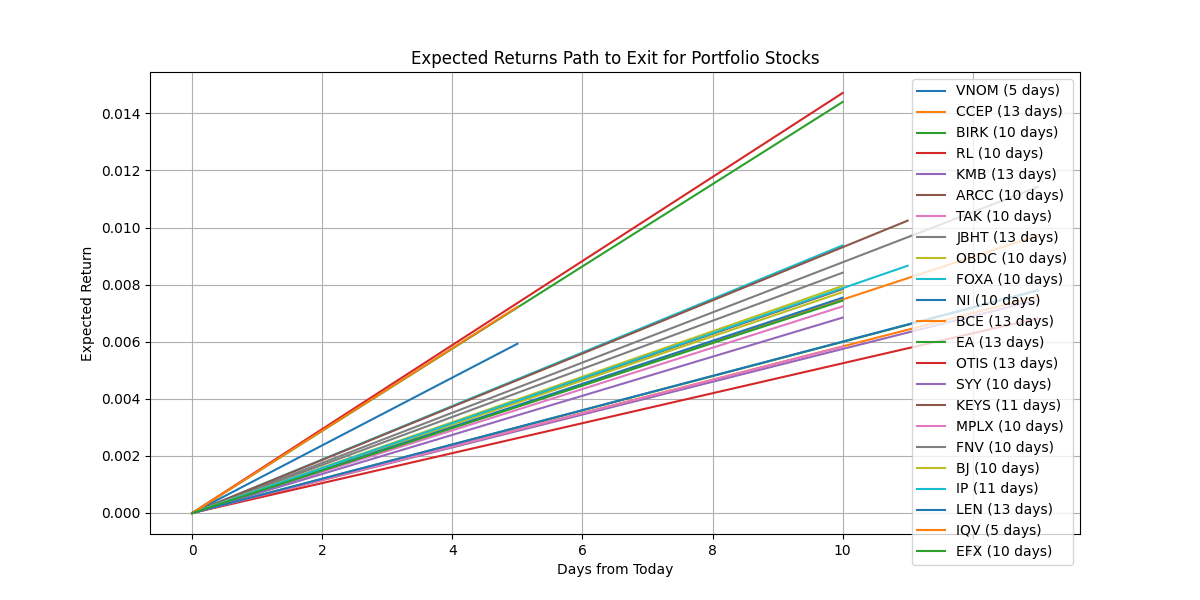 Expected Returns Path to Exit for Portfolio Stocks
Expected Return
0.014
0.012
0.010
0.008
0.006
0.004
0.002
0.000
0
2
4
6
8
10
Days from Today
VNOM (5 days)
CCEP (13 days)
BIRK (10 days)
RL (10 days)
KMB (13 days)
ARCC (10 days)
TAK (10 days)
JBHT (13 days)
OBDC (10 days)
FOXA (10 days)
NI (10 days)
BCE (13 days)
EA (13 days)
OTIS (13 days)
SYY (10 days)
KEYS (11 days)
MPLX (10 days)
FNV (10 days)
BJ (10 days)
IP (11 days)
LEN (13 days)
IQV (5 days)
EFX (10 days)